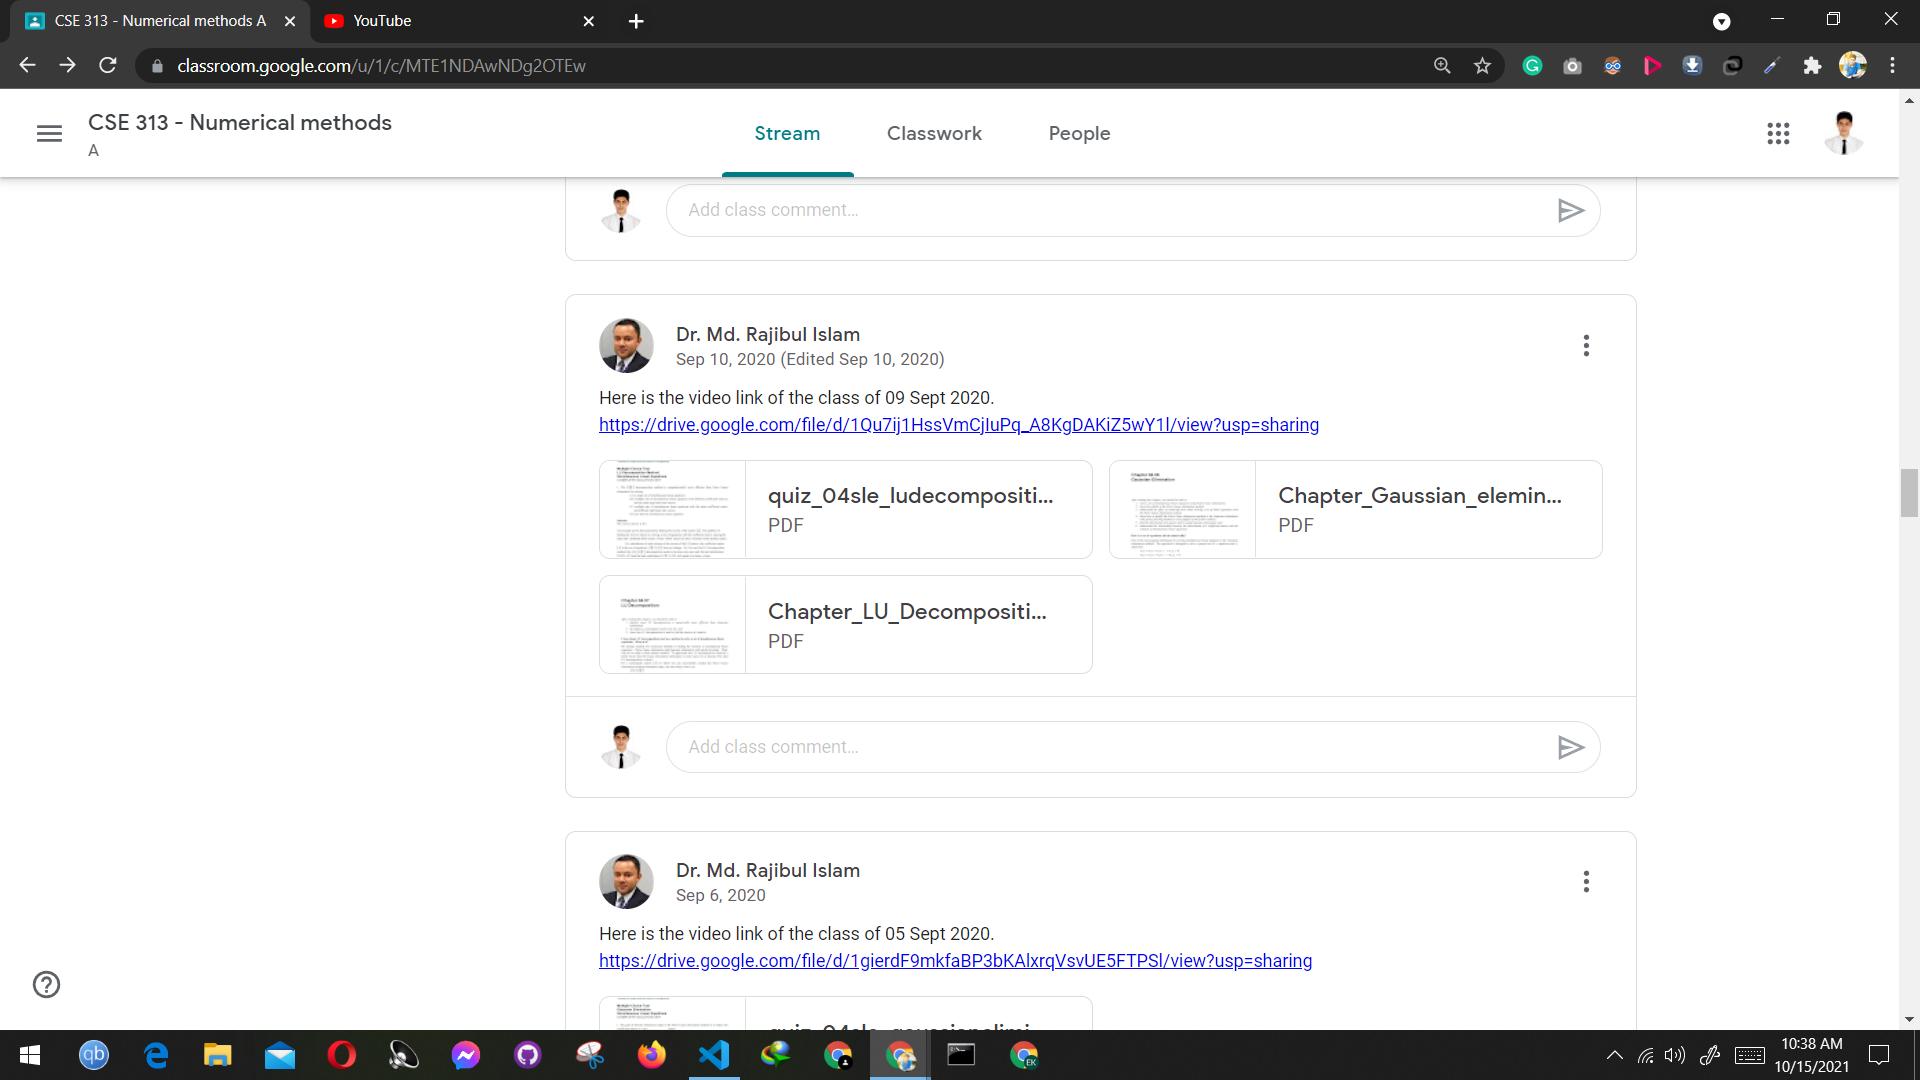 CSE 313 - Numerical methods A
YouTube
classroom.google.com/u/1/c/MTE1NDAwNDg2OTEw
CSE 313 - Numerical methods
A
Stream
Classwork
People
Add class comment...
Dr. Md. Rajibul Islam
Sep 10, 2020 (Edited Sep 10, 2020)
Here is the video link of the class of 09 Sept 2020.
https://drive.google.com/file/d/1Qu7ij1HssVmCjIuPq_A8KgDAKiZ5wY1l/view?usp=sharing
quiz_04sle_ludecompositi...
PDF
Chapter_Gaussian_elemin...
PDF
Chapter_LU_Decompositi...
PDF
Add class comment...
Dr. Md. Rajibul Islam
Sep 6, 2020
Here is the video link of the class of 05 Sept 2020.
https://drive.google.com/file/d/1gierdF9mkfaBP3bKAlxrqVsvUE5FTPSl/view?usp=sharing
quiz_04sle_gaussianelimi...
10:38 AM
10/15/2021